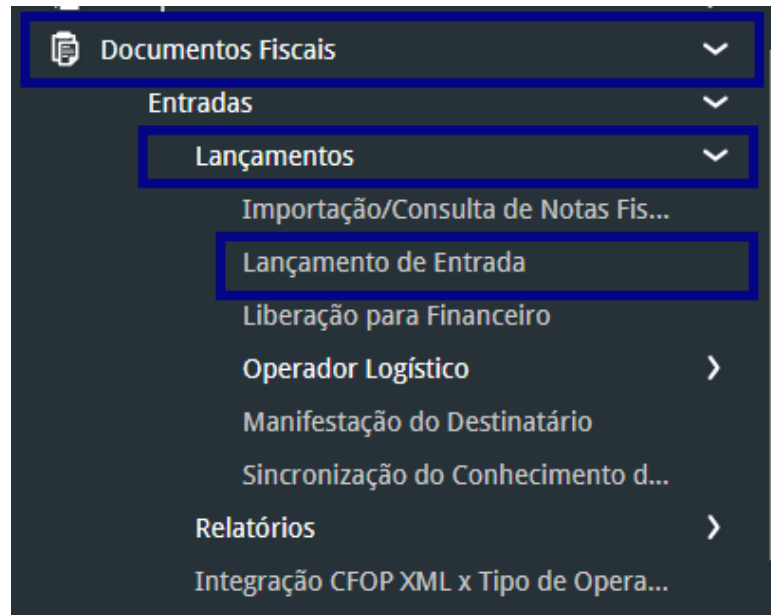 Documentos Fiscais
Entradas
Lançamentos
Importação/Consulta de Notas Fis...
Lançamento de Entrada
Liberação para Financeiro
Operador Logístico
Manifestação do Destinatário
Sincronização do Conhecimento d...
Relatórios
Integração CFOP XML x Tipo de Opera...